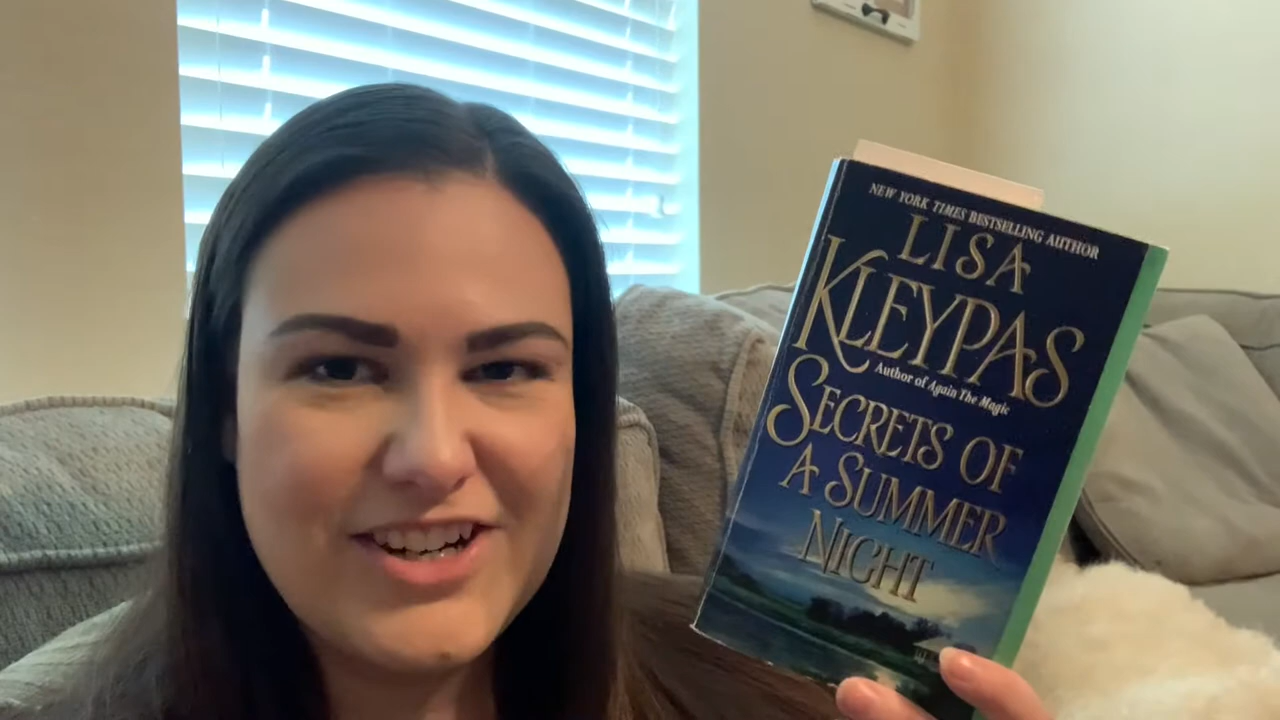 NEW YORK TIMES BESTSELLING AUTHOR
LISA
KLEYPAS
Author of Again The Magic
SECRETS OF
A SUMMER
NIGHT